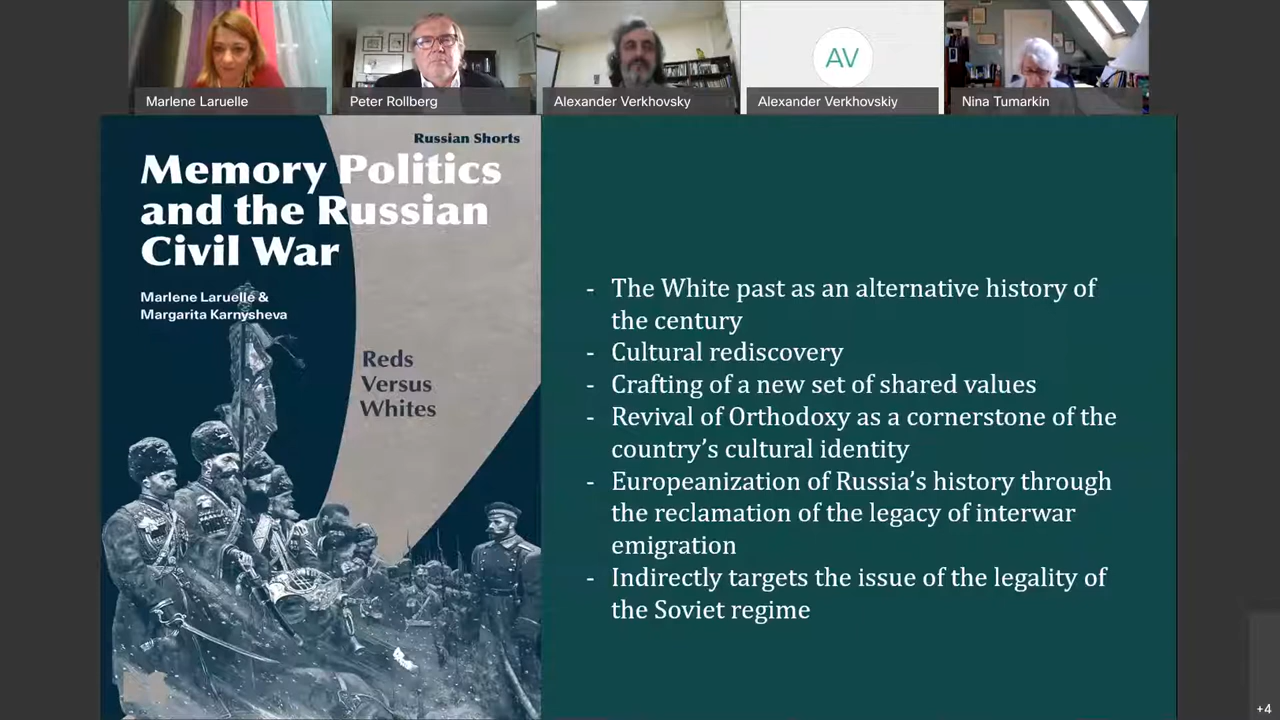 AV
Marlene Laruelle
Peter Rollberg
Alexander Verkhovsky
Alexander Verkhovskiy
Nina Tumarkin
Russian Shorts
Memory Politics
and the Russian
Civil War
Marlene Laruelle &
Margarita Karnysheva
Reds
Versus
Whites
- The White past as an alternative history of
the century
- Cultural rediscovery
- Crafting of a new set of shared values
- Revival of Orthodoxy as a cornerstone of the
country's cultural identity
- Europeanization of Russia's history through
the reclamation of the legacy of interwar
emigration
- Indirectly targets the issue of the legality of
the Soviet regime
+4